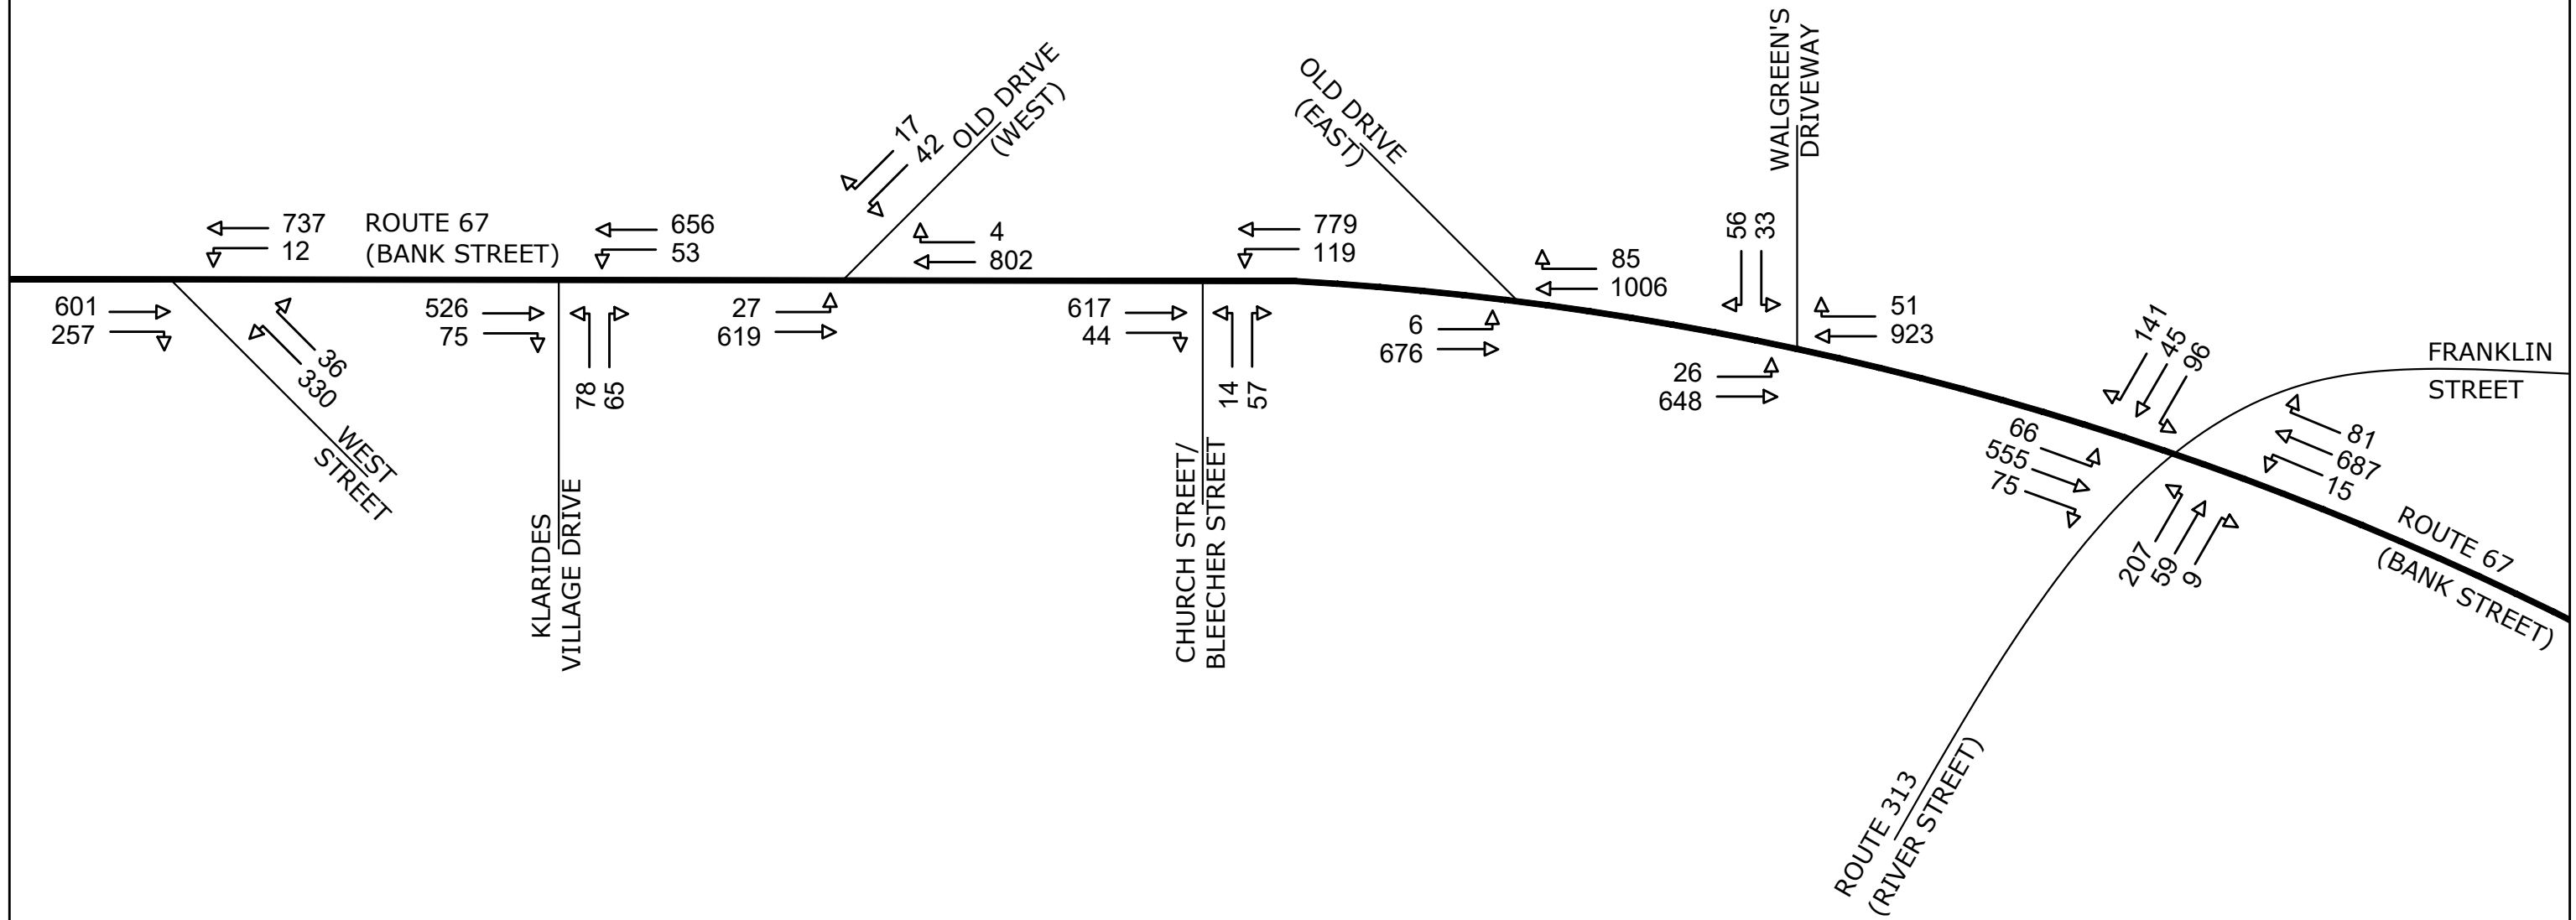 WALGREEN'S
DRIVEWAY
OLD DRIVE
(WEST)
OLD DRIVE
(EAST)
17
42
737
12
ROUTE 67
(BANK STREET)
656
53
4
802
779
119
85
1006
56
33
51
923
601
257
36
330
526
75
78
65
27
619
617
44
14
57
6
676
26
648
141
45
96
FRANKLIN
STREET
66
555
75
81
687
15
207
59
9
WEST
STREET
KLARIDES
VILLAGE DRIVE
CHURCH STREET/
BLEECHER STREET
ROUTE 67
(BANK STREET)
ROUTE 313
(RIVER STREET)